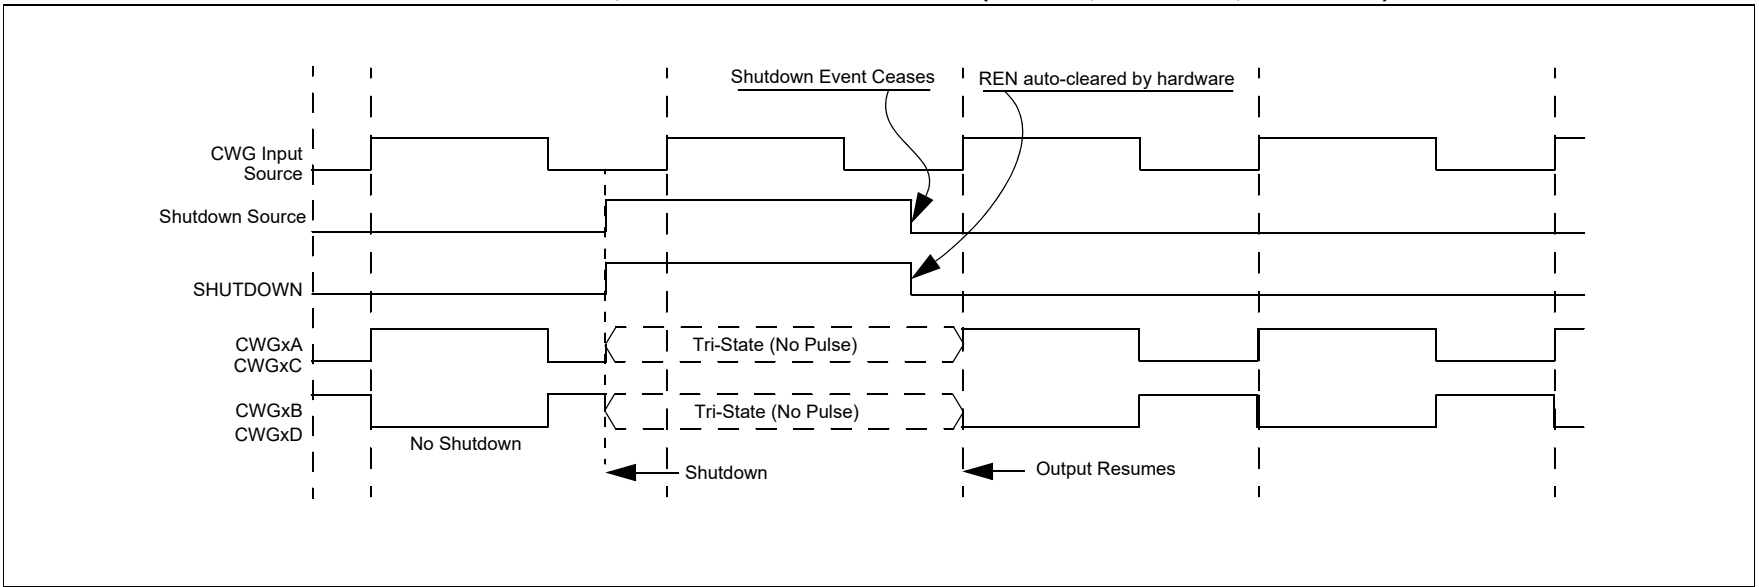 Shutdown Event Ceases
REN auto-cleared by hardware
CWG Input
Source
Shutdown Source
SHUTDOWN
CWGxA
CWGxC
Tri-State (No Pulse)
CWGxB
CWGxD
Tri-State (No Pulse)
No Shutdown
Shutdown
Output Resumes